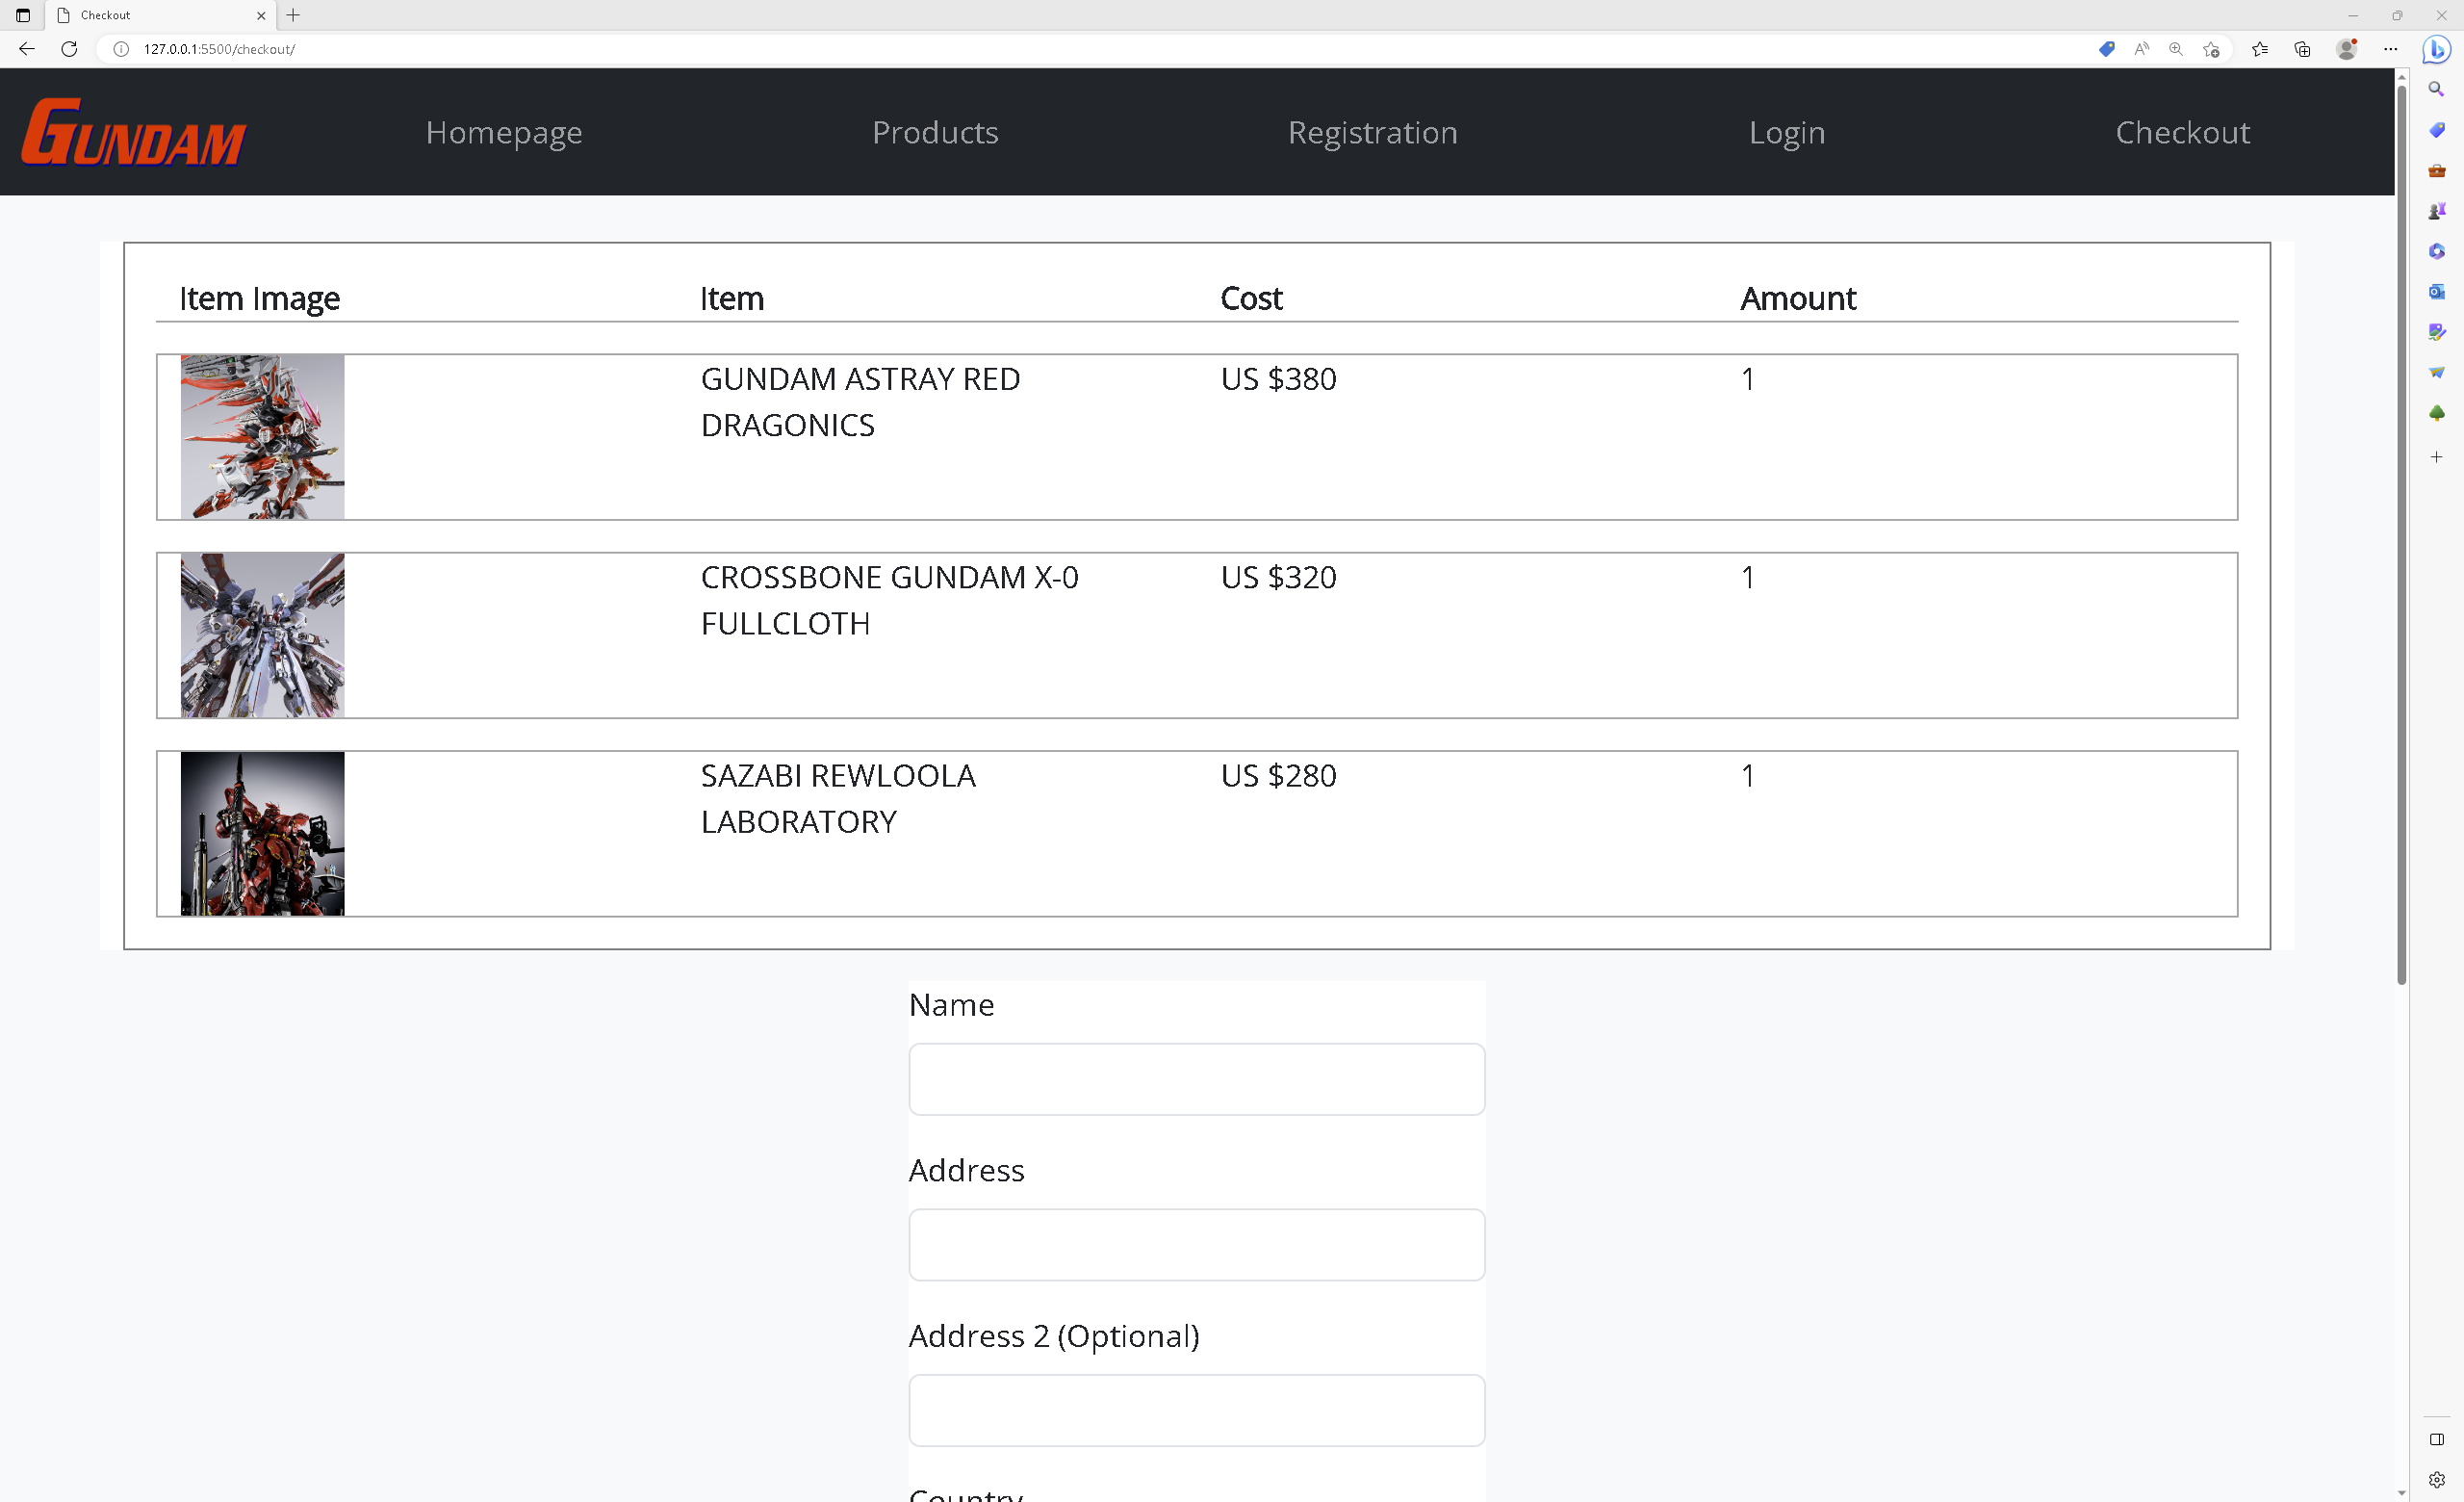 Checkout
127.0.0.1:5500/checkout/
GUNDAM Homepage Products Registration Login Checkout
Item Image Item Cost Amount
GUNDAM ASTRAY RED US $380 1
DRAGONICS
CROSSBONE GUNDAM X-0 US $320 1
FULLCLOTH
SAZABI REWLOOLA US $280 1
LABORATORY
Name
Address
Address 2 (Optional)
Country